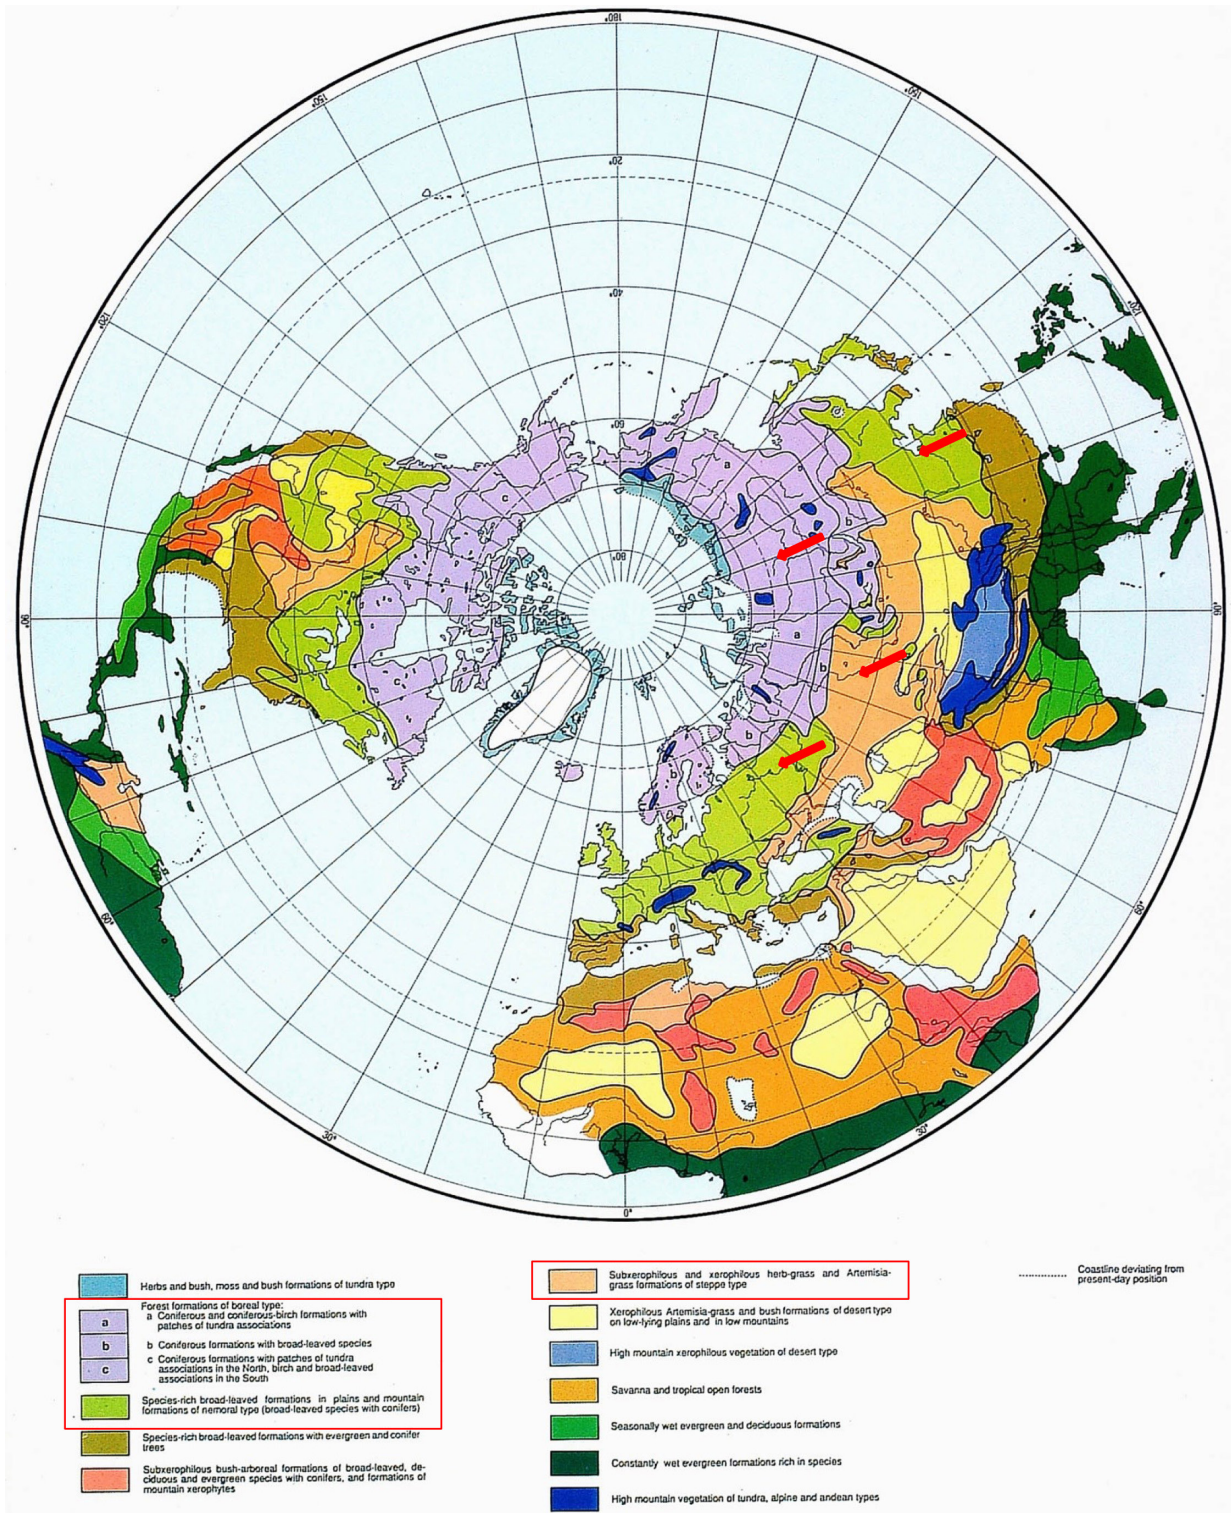 180°
150°
150°
20°
120°
120°
40°
60°
80°
90°
90°
60°
60°
30°
30°
0°
a
b
c
a
b
c
b
b
Herbs and bush, moss and bush formations of tundra type
Forest formations of boreal type:
a a Coniferous and coniferous-birch formations with
patches of tundra associations
b b Coniferous formations with broad-leaved species
c c Coniferous formations with patches of tundra
associations in the North, birch and broad-leaved
associations in the South
Species-rich broad-leaved formations in plains and mountain
formations of nemoral type (broad-leaved species with conifers)
Species-rich broad-leaved formations with evergreen and conifer
trees
Subxerophilous bush-arboreal formations of broad-leaved, de-
ciduous and evergreen species with conifers, and formations of
mountain xerophytes
Subxerophilous and xerophilous herb-grass and Artemisia-
grass formations of steppe type
Xerophilous Artemisia-grass and bush formations of desert type
on low-lying plains and in low mountains
High mountain xerophilous vegetation of desert type
Savanna and tropical open forests
Seasonally wet evergreen and deciduous formations
Constantly wet evergreen formations rich in species
High mountain vegetation of tundra, alpine and andean types
Coastline deviating from
present-day position